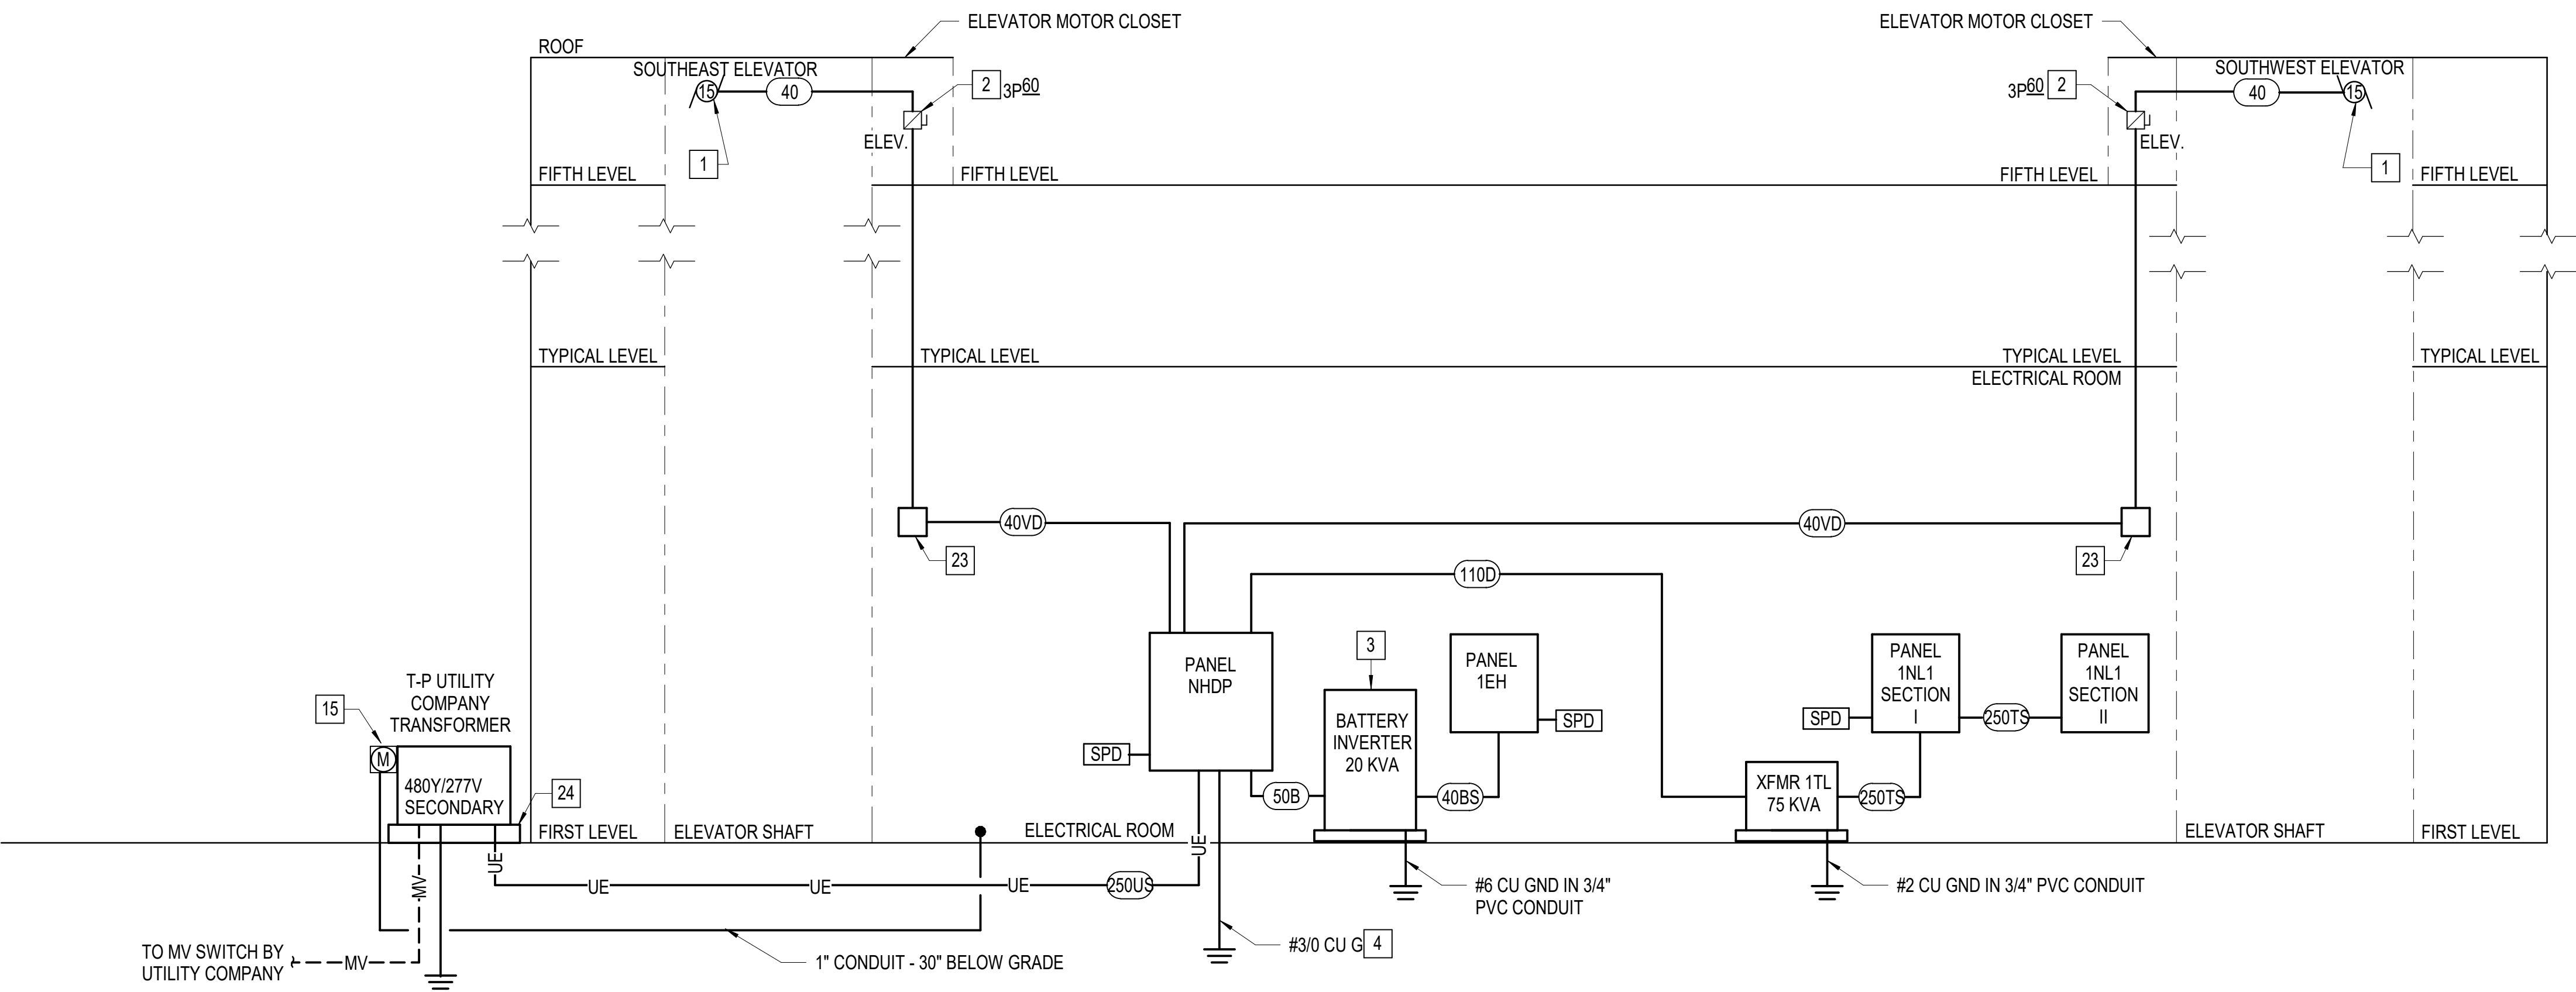 ELEVATOR MOTOR CLOSET
ELEVATOR MOTOR CLOSET
ROOF
SOUTHEAST ELEVATOR
SOUTHWEST ELEVATOR
15
40
2
3P60
3P60
2
40
15
ELEV.
ELEV.
1
1
FIFTH LEVEL
FIFTH LEVEL
FIFTH LEVEL
FIFTH LEVEL
TYPICAL LEVEL
TYPICAL LEVEL
TYPICAL LEVEL
TYPICAL LEVEL
ELECTRICAL ROOM
40VD
40VD
23
23
110D
PANEL
NHDP
3
PANEL
1EH
PANEL
1NL1
SECTION
I
PANEL
1NL1
SECTION
II
T-P UTILITY
COMPANY
TRANSFORMER
15
M
480Y/277V
SECONDARY
24
SPD
BATTERY
INVERTER
20 KVA
SPD
SPD
250TS
50B
40BS
XFMR 1TL
75 KVA
250TS
FIRST LEVEL
ELEVATOR SHAFT
ELECTRICAL ROOM
ELEVATOR SHAFT
FIRST LEVEL
UE
UE
MV
UE
UE
UE
250US
#6 CU GND IN 3/4"
PVC CONDUIT
#2 CU GND IN 3/4" PVC CONDUIT
#3/0 CU G
4
TO MV SWITCH BY
UTILITY COMPANY
MV
1" CONDUIT - 30" BELOW GRADE